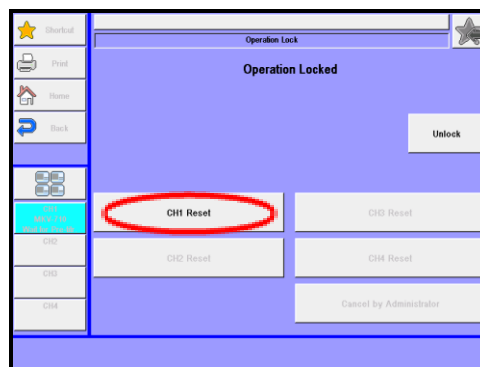 Shortcut
Operation Lock
Print
Operation Locked
Home
Back
Unlock
CH1
CH1 Reset
CH3 Reset
CH2
CH2 Reset
CH4 Reset
CH3
CH4
Cancel by Administrator